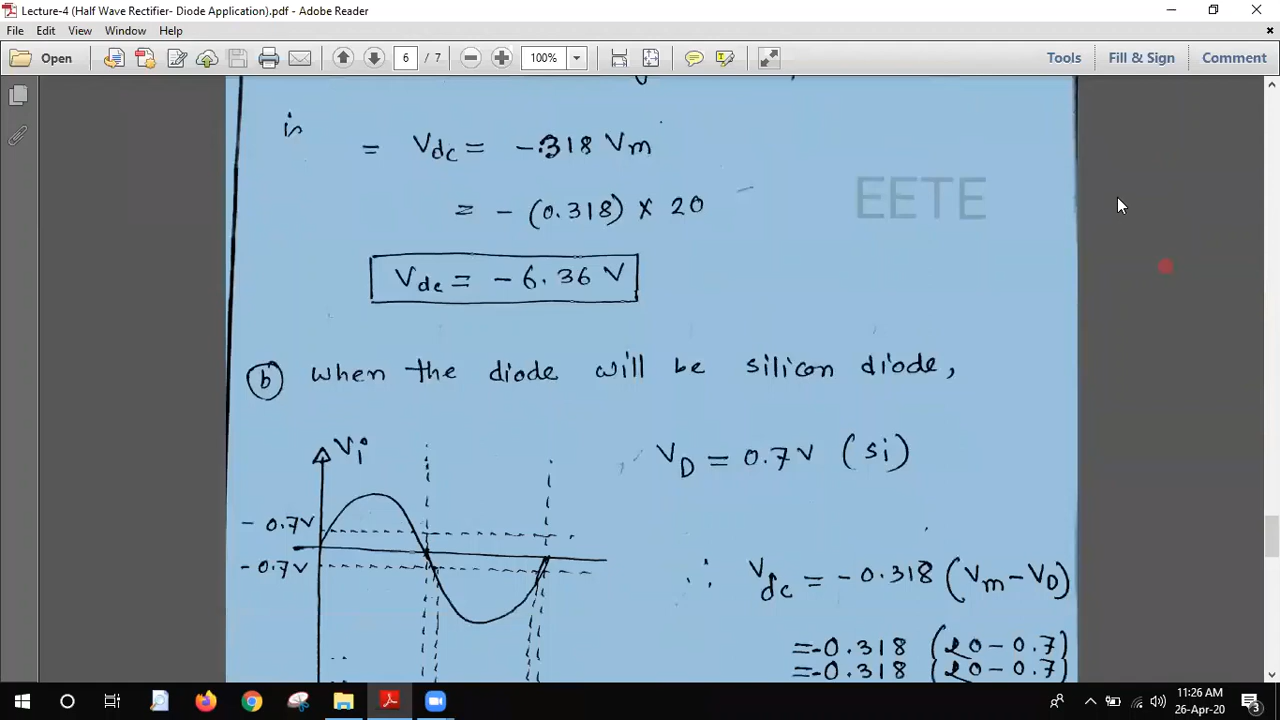 Lecture-4 (Half Wave Rectifier- Diode Application).pdf - Adobe Reader
File Edit View Window Help
Open 6 / 7 100% Tools Fill & Sign Comment
is
= Vdc = -.318 Vm
= - (0.318) × 20
EETE
Vdc = - 6.36 V
(b) when the diode will be silicon diode,
Vi
VD = 0.7V (si)
- 0.7V
- 0.7V
∴ Vdc = -0.318 (Vm - VD)
=-0.318 (20-0.7)
=-0.318 (20-0.7)
11:26 AM
26-Apr-20
3